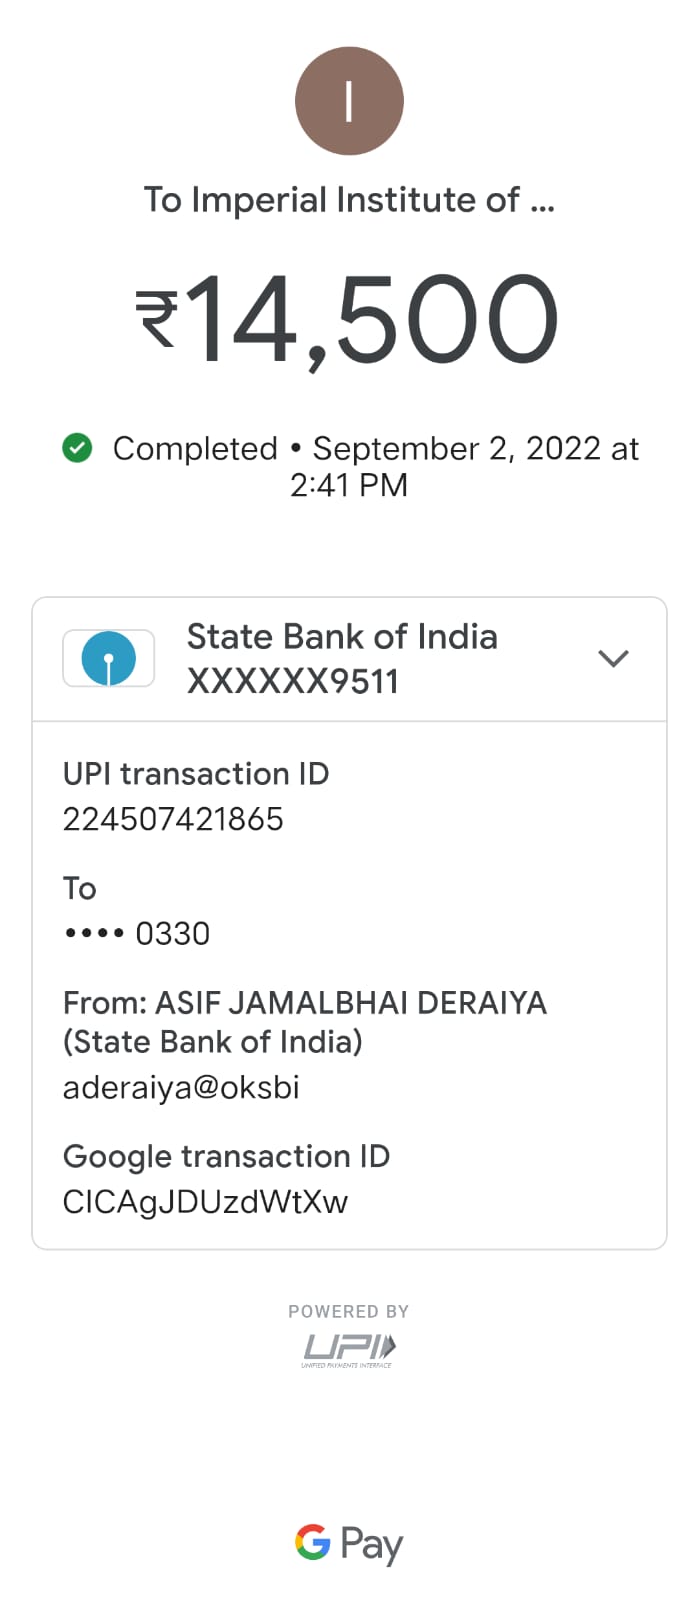 I
To Imperial Institute of ...
₹14,500
Completed • September 2, 2022 at
2:41 PM
State Bank of India
XXXXXX9511
UPI transaction ID
224507421865
To
•••• 0330
From: ASIF JAMALBHAI DERAIYA
(State Bank of India)
aderaiya@oksbi
Google transaction ID
CICAgJDUzdWtXw
POWERED BY
UPI
UNIFIED PAYMENTS INTERFACE
G Pay